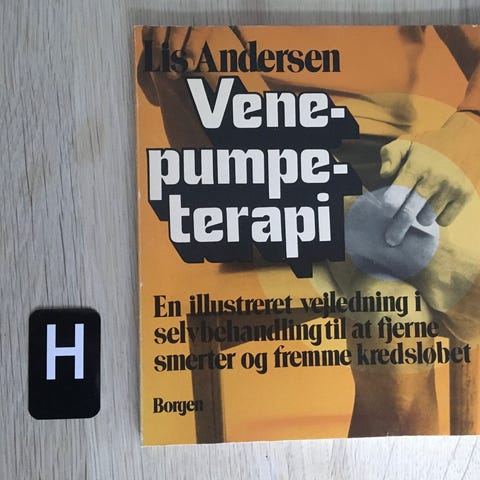 Lis Andersen
Vene-
pumpe-
terapi
En illustreret vejledning i
selvbehandling til at fjerne
smerter og fremme kredsløbet
Borgen
H